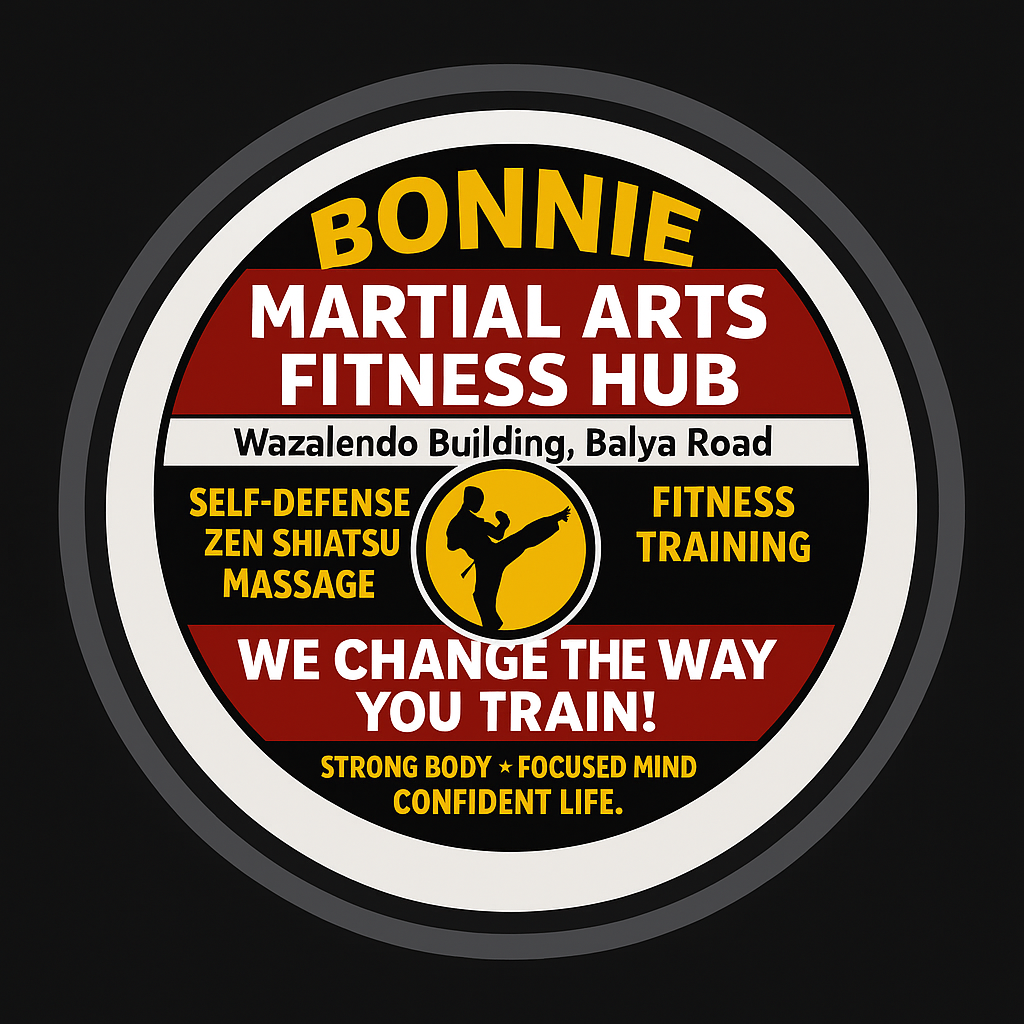 BONNIE
MARTIAL ARTS
FITNESS HUB
Wazalendo Building, Balya Road
SELF-DEFENSE
ZEN SHIATSU
MASSAGE
FITNESS
TRAINING
WE CHANGE THE WAY
YOU TRAIN!
STRONG BODY ★ FOCUSED MIND
CONFIDENT LIFE.